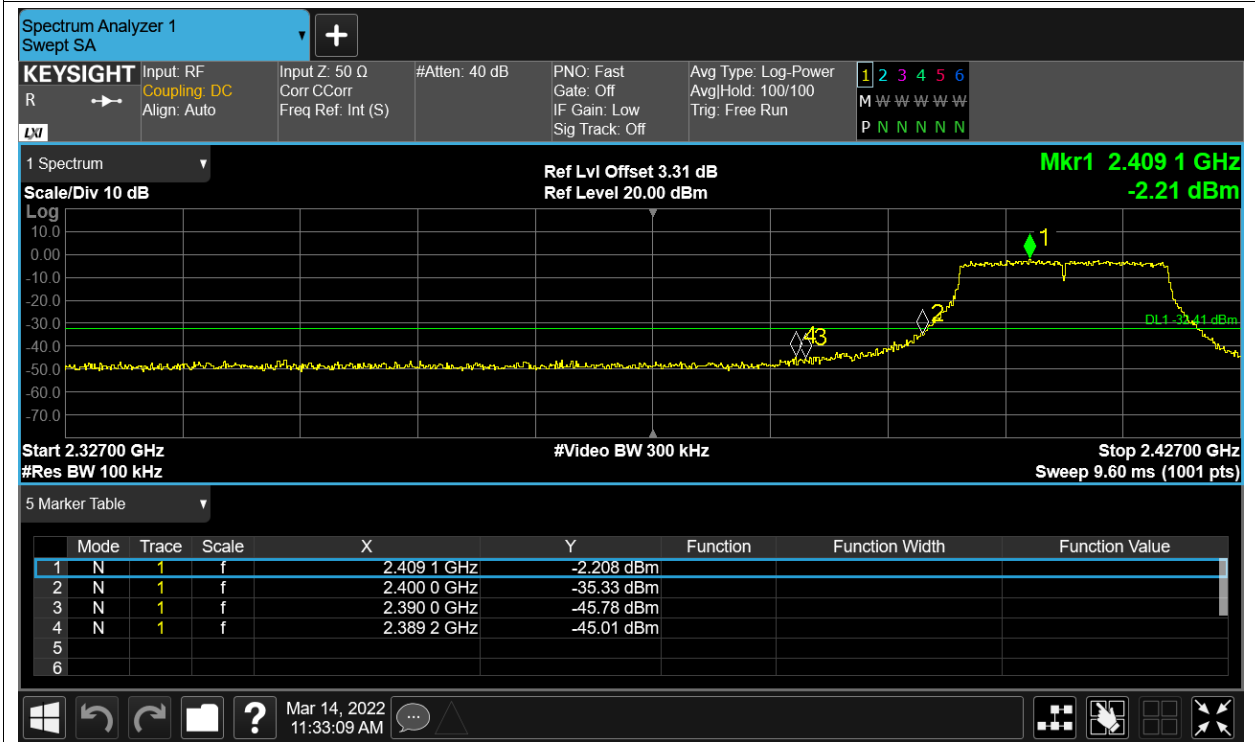 Spectrum Analyzer 1
Swept SA
+
KEYSIGHT Input: RF Input Z: 50 Ω #Atten: 40 dB PNO: Fast Avg Type: Log-Power 1 2 3 4 5 6
R Coupling: DC Corr CCorr Gate: Off Avg|Hold: 100/100 M W W W W W
Align: Auto Freq Ref: Int (S) IF Gain: Low Trig: Free Run
LXI Sig Track: Off P N N N N N
1 Spectrum Ref Lvl Offset 3.31 dB Mkr1 2.409 1 GHz
Scale/Div 10 dB Ref Level 20.00 dBm -2.21 dBm
Log
10.0
1
0.00
-10.0
-20.0
2
-30.0
DL1 -32.41 dBm
43
-40.0
-50.0
-60.0
-70.0
Start 2.32700 GHz #Video BW 300 kHz Stop 2.42700 GHz
#Res BW 100 kHz Sweep 9.60 ms (1001 pts)
5 Marker Table
Mode Trace Scale X Y Function Function Width Function Value
1 N 1 f 2.409 1 GHz -2.208 dBm
2 N 1 f 2.400 0 GHz -35.33 dBm
3 N 1 f 2.390 0 GHz -45.78 dBm
4 N 1 f 2.389 2 GHz -45.01 dBm
5
6
? Mar 14, 2022
11:33:09 AM